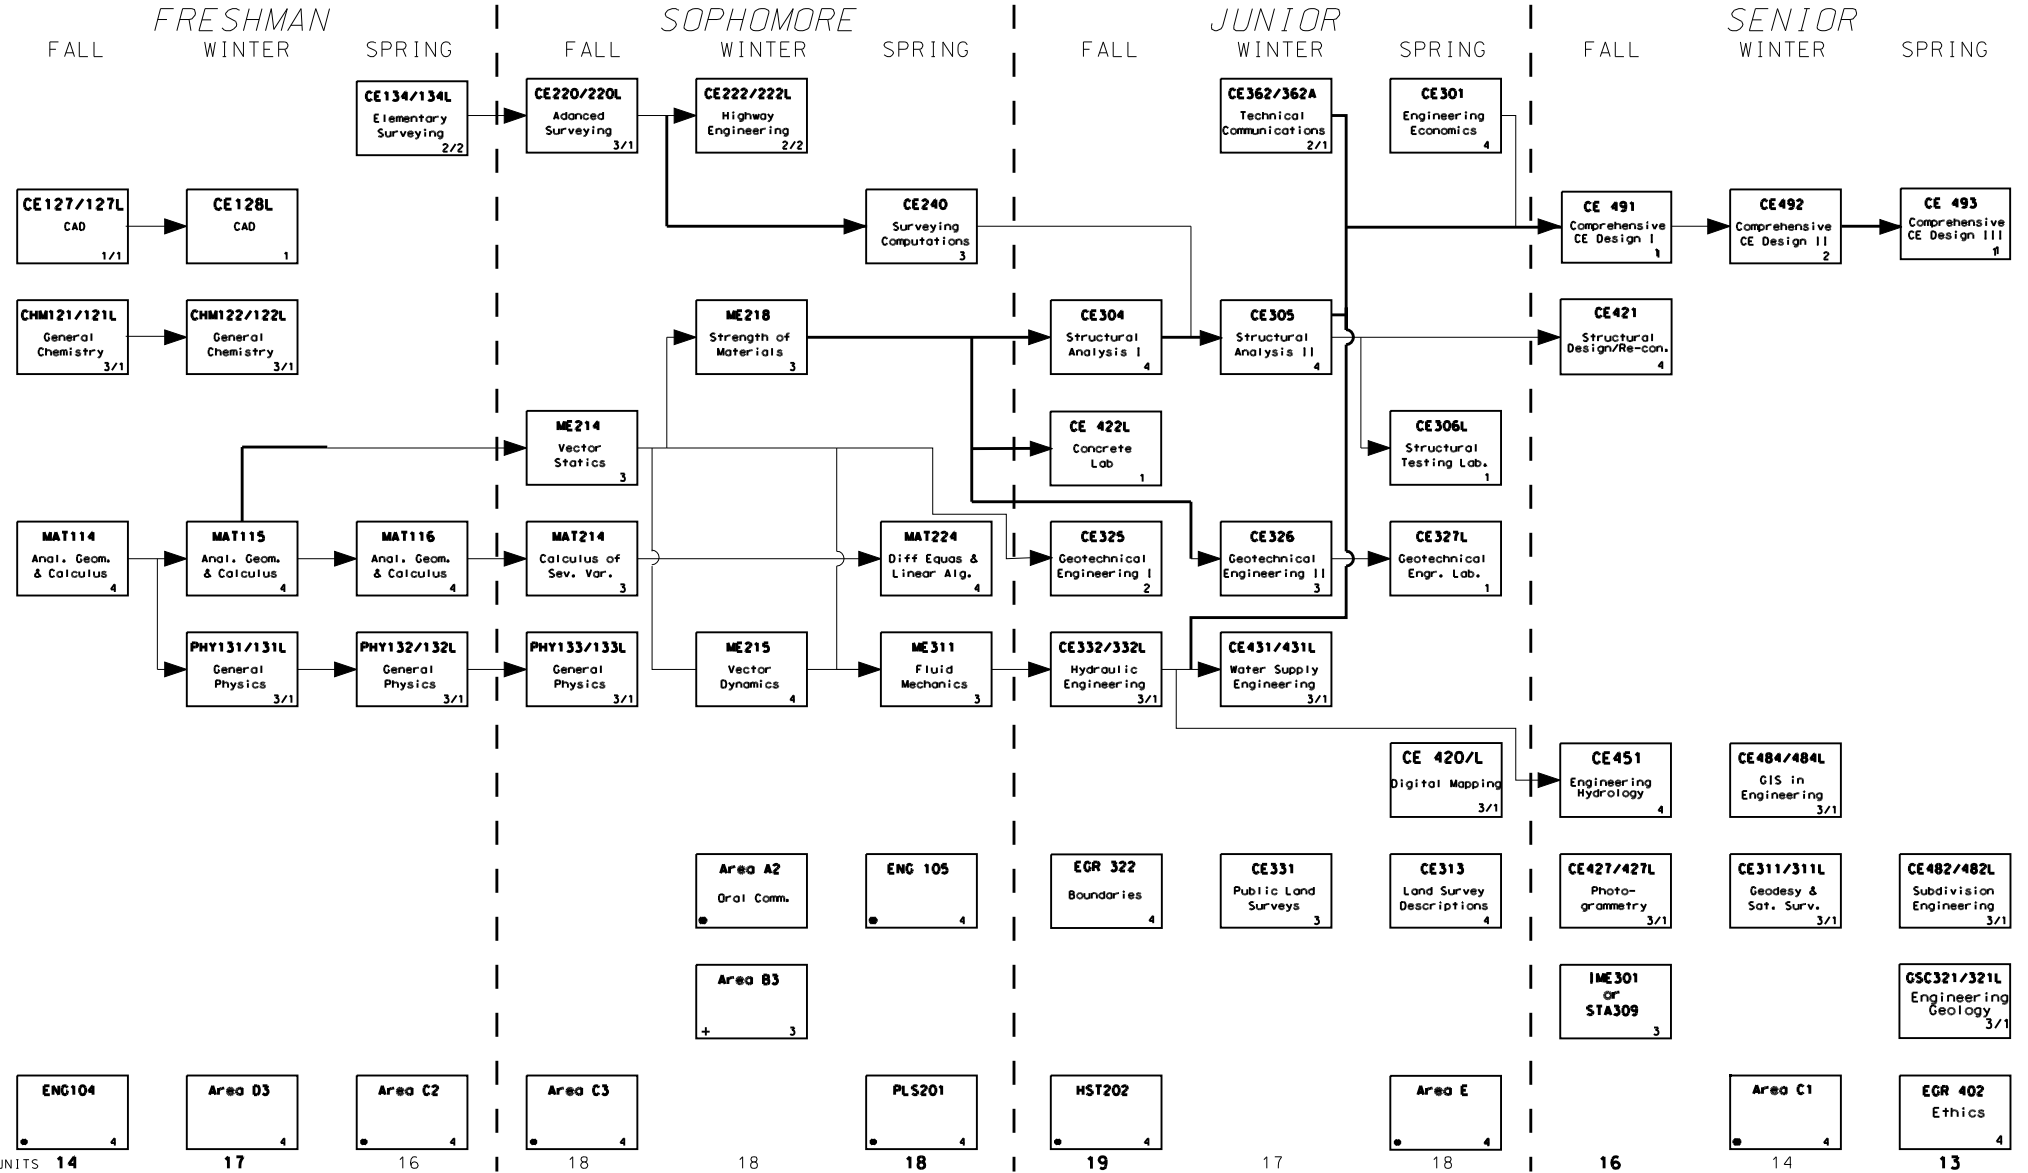 FRESHMAN SOPHOMORE JUNIOR SENIOR
FALL WINTER SPRING FALL WINTER SPRING FALL WINTER SPRING FALL WINTER SPRING
CE134/134L
Elementary
Surveying
2/2
CE220/220L
Adanced
Surveying
3/1
CE222/222L
Highway
Engineering
2/2
CE362/362A
Technical
Communications
2/1
CE301
Engineering
Economics
4
CE127/127L
CAD
1/1
CE128L
CAD
1
CE240
Surveying
Computations
3
CE 491
Comprehensive
CE Design I
CE492
Comprehensive
CE Design II
2
CE 493
Comprehensive
CE Design III
CHM121/121L
General
Chemistry
3/1
CHM122/122L
General
Chemistry
3/1
ME218
Strength of
Materials
3
CE304
Structural
Analysis I
4
CE305
Structural
Analysis II
4
CE421
Structural
Design/Re-con.
4
ME214
Vector
Statics
3
CE 422L
Concrete
Lab
1
CE306L
Structural
Testing Lab.
1
MAT114
Anal. Geom.
& Calculus
4
MAT115
Anal. Geom.
& Calculus
4
MAT116
Anal. Geom.
& Calculus
4
MAT214
Calculus of
Sev. Var.
3
MAT224
Diff Equas &
Linear Alg.
4
CE325
Geotechnical
Engineering I
2
CE326
Geotechnical
Engineering II
3
CE327L
Geotechnical
Engr. Lab.
1
PHY131/131L
General
Physics
3/1
PHY132/132L
General
Physics
3/1
PHY133/133L
General
Physics
3/1
ME215
Vector
Dynamics
4
ME311
Fluid
Mechanics
3
CE332/332L
Hydraulic
Engineering
3/1
CE431/431L
Water Supply
Engineering
3/1
CE 420/L
Digital Mapping
3/1
CE451
Engineering
Hydrology
4
CE484/484L
GIS in
Engineering
3/1
Area A2
Oral Comm.
ENG 105
4
EGR 322
Boundaries
4
CE331
Public Land
Surveys
3
CE313
Land Survey
Descriptions
4
CE427/427L
Photo-
grammetry
3/1
CE311/311L
Geodesy &
Sat. Surv.
3/1
CE482/482L
Subdivision
Engineering
3/1
Area B3
+ 3
IME301
or
STA309
3
GSC321/321L
Engineering
Geology
3/1
ENG104
4
Area D3
4
Area C2
4
Area C3
4
PLS201
4
HST202
4
Area E
4
Area C1
4
EGR 402
Ethics
4
NITS 14 17 16 18 18 18 19 17 18 16 14 13